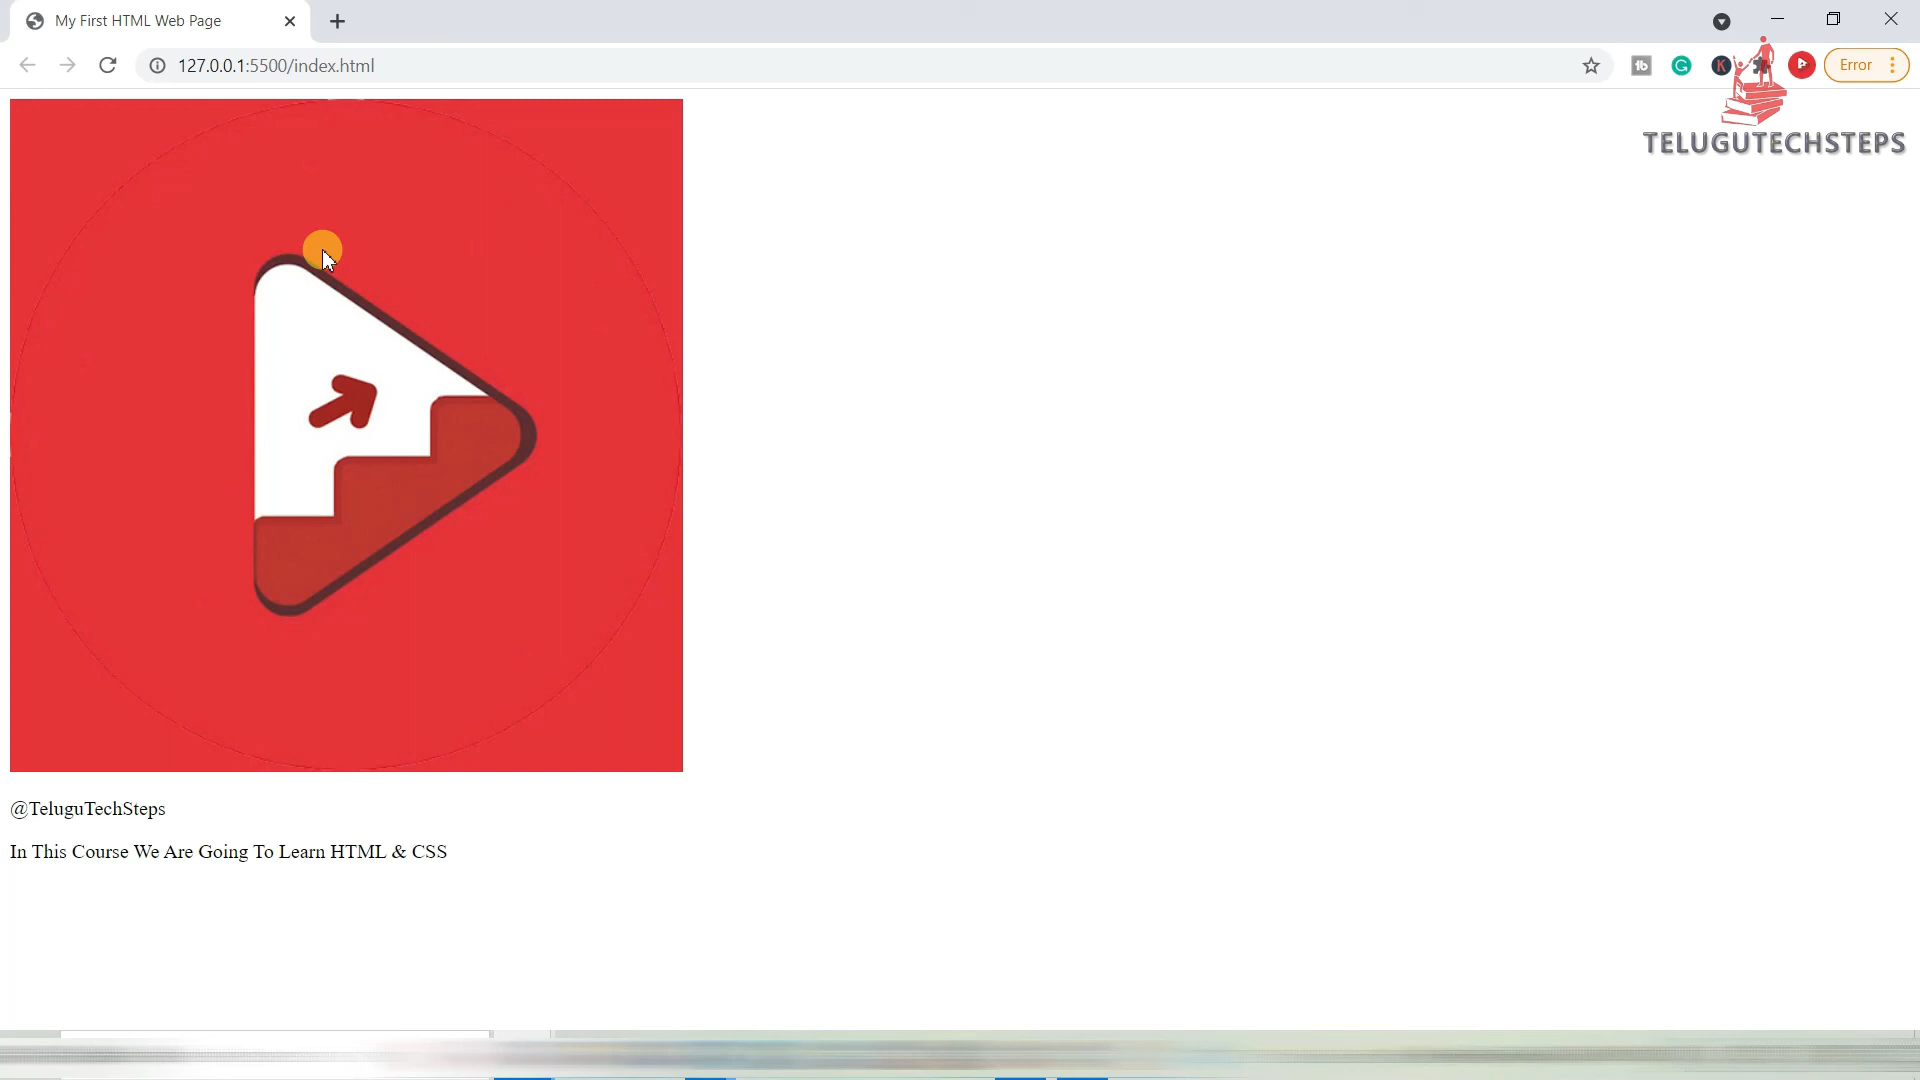 My First HTML Web Page
127.0.0.1:5500/index.html
Error
TELUGUTECHSTEPS
@TeluguTechSteps
In This Course We Are Going To Learn HTML & CSS